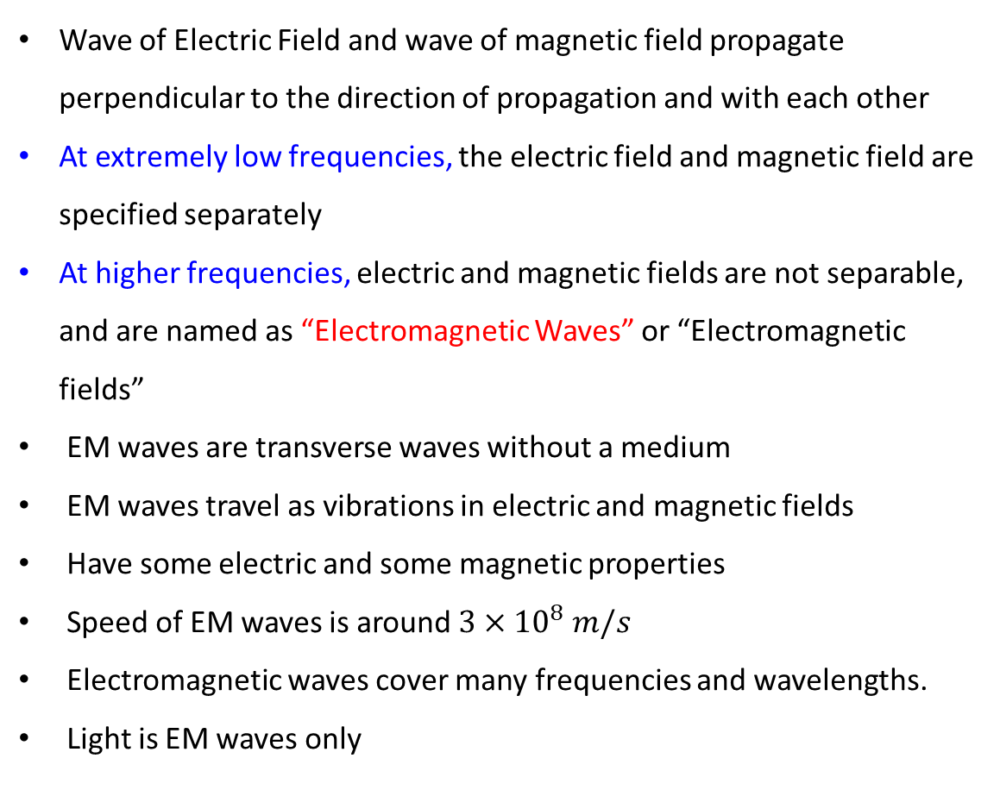 • Wave of Electric Field and wave of magnetic field propagate
perpendicular to the direction of propagation and with each other
• At extremely low frequencies, the electric field and magnetic field are
specified separately
• At higher frequencies, electric and magnetic fields are not separable,
and are named as “Electromagnetic Waves” or “Electromagnetic
fields”
• EM waves are transverse waves without a medium
• EM waves travel as vibrations in electric and magnetic fields
• Have some electric and some magnetic properties
• Speed of EM waves is around 3 × 10⁸ m/s
• Electromagnetic waves cover many frequencies and wavelengths.
• Light is EM waves only